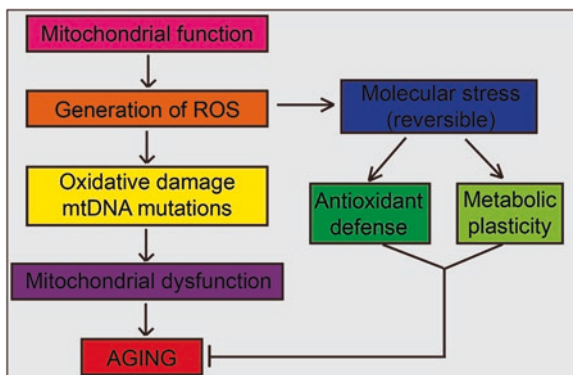 Mitochondrial function
Generation of ROS
Molecular stress
(reversible)
Oxidative damage
mtDNA mutations
Antioxidant
defense
Metabolic
plasticity
Mitochondrial dysfunction
AGING